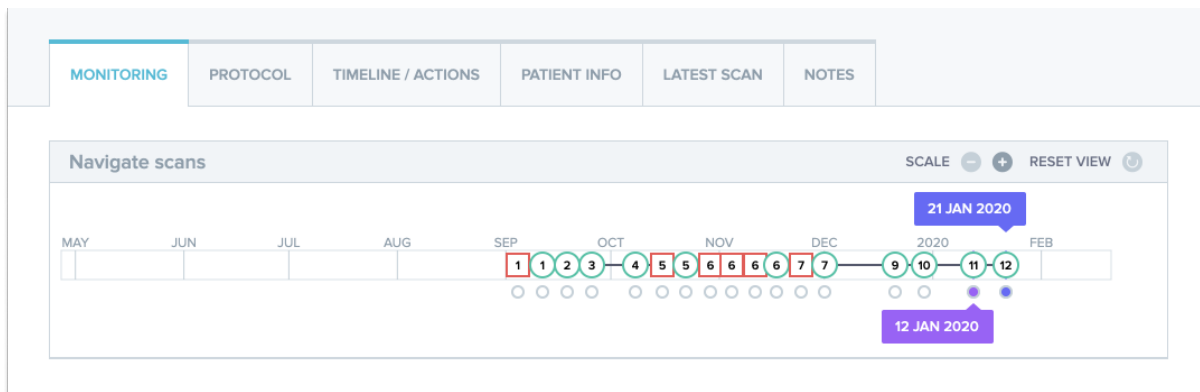 MONITORING PROTOCOL TIMELINE / ACTIONS PATIENT INFO LATEST SCAN NOTES
Navigate scans SCALE RESET VIEW
21 JAN 2020
MAY JUN JUL AUG SEP OCT NOV DEC 2020 FEB
1 1 2 3 4 5 5 6 6 6 6 7 7 9 10 11 12
12 JAN 2020